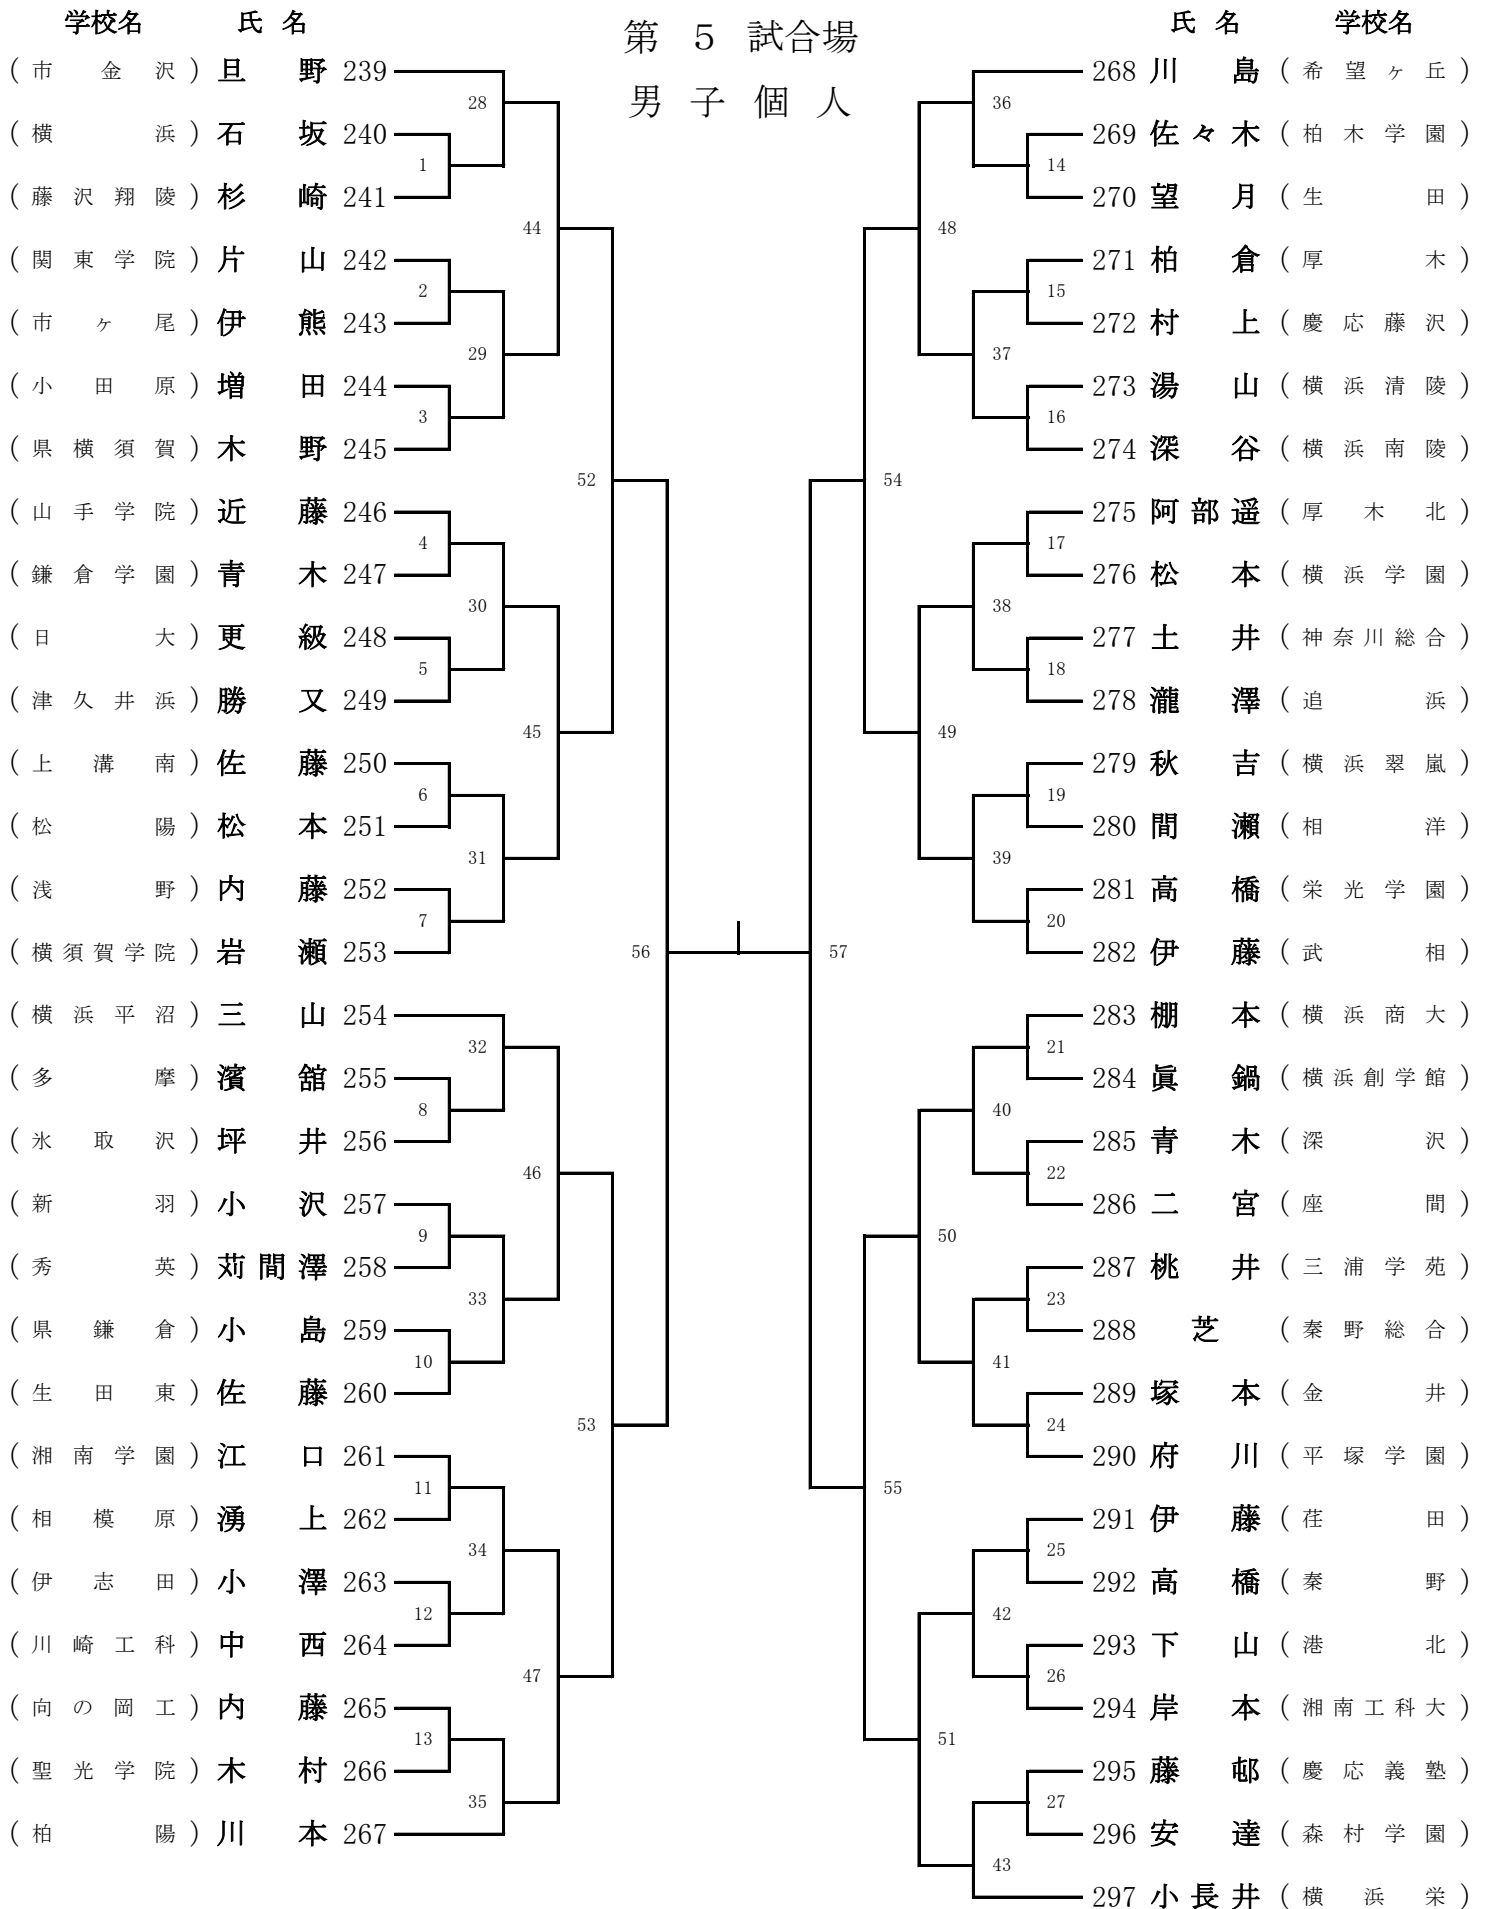 第 5 試合場
男子個人
学校名 氏名
(市金沢) 旦野 239
28
(横浜) 石坂 240
1
(藤沢翔陵) 杉崎 241
44
(関東学院) 片山 242
2
(市ヶ尾) 伊熊 243
29
(小田原) 増田 244
3
(県横須賀) 木野 245
52
(山手学院) 近藤 246
4
(鎌倉学園) 青木 247
30
(日大) 更級 248
5
(津久井浜) 勝又 249
45
(上溝南) 佐藤 250
6
(松陽) 松本 251
31
(浅野) 内藤 252
7
(横須賀学院) 岩瀬 253
56
(横浜平沼) 三山 254
32
(多摩) 濱舘 255
8
(氷取沢) 坪井 256
46
(新羽) 小沢 257
9
(秀英) 苅間澤 258
33
(県鎌倉) 小島 259
10
(生田東) 佐藤 260
53
(湘南学園) 江口 261
11
(相模原) 湧上 262
34
(伊志田) 小澤 263
12
(川崎工科) 中西 264
47
(向の岡工) 内藤 265
13
(聖光学院) 木村 266
35
(柏陽) 川本 267
氏名 学校名
268 川島 (希望ヶ丘)
36
269 佐々木 (柏木学園)
14
270 望月 (生田)
48
271 柏倉 (厚木)
15
272 村上 (慶応藤沢)
37
273 湯山 (横浜清陵)
16
274 深谷 (横浜南陵)
54
275 阿部遥 (厚木北)
17
276 松本 (横浜学園)
38
277 土井 (神奈川総合)
18
278 瀧澤 (追浜)
49
279 秋吉 (横浜翠嵐)
19
280 間瀬 (相洋)
39
281 高橋 (栄光学園)
20
282 伊藤 (武相)
57
283 棚本 (横浜商大)
21
284 眞鍋 (横浜創学館)
40
285 青木 (深沢)
22
286 二宮 (座間)
50
287 桃井 (三浦学苑)
23
288 芝 (秦野総合)
41
289 塚本 (金井)
24
290 府川 (平塚学園)
55
291 伊藤 (荏田)
25
292 高橋 (秦野)
42
293 下山 (港北)
26
294 岸本 (湘南工科大)
51
295 藤邨 (慶応義塾)
27
296 安達 (森村学園)
43
297 小長井 (横浜栄)